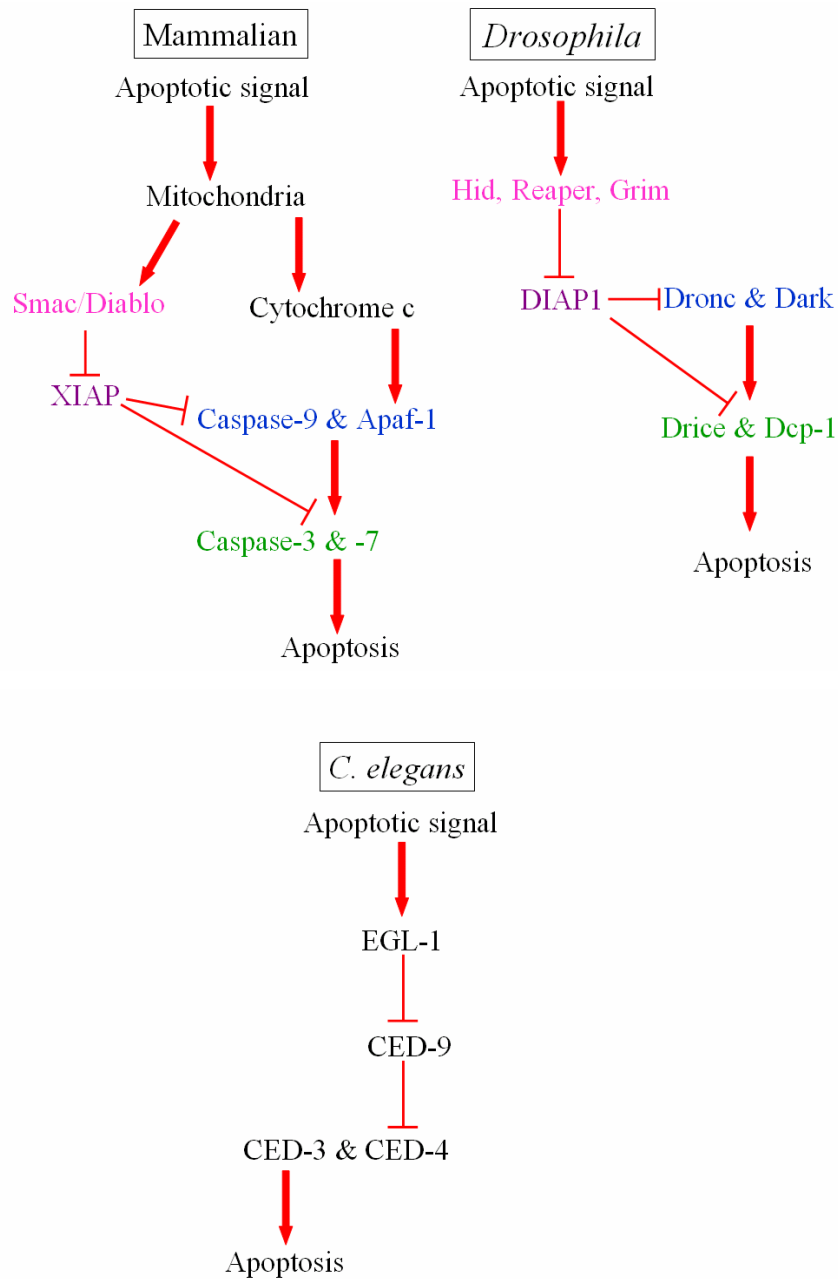 Mammalian
Apoptotic signal
Mitochondria
Smac/Diablo
Cytochrome c
XIAP
Caspase-9 & Apaf-1
Caspase-3 & -7
Apoptosis
Drosophila
Apoptotic signal
Hid, Reaper, Grim
DIAP1
Dronc & Dark
Drice & Dcp-1
Apoptosis
C. elegans
Apoptotic signal
EGL-1
CED-9
CED-3 & CED-4
Apoptosis